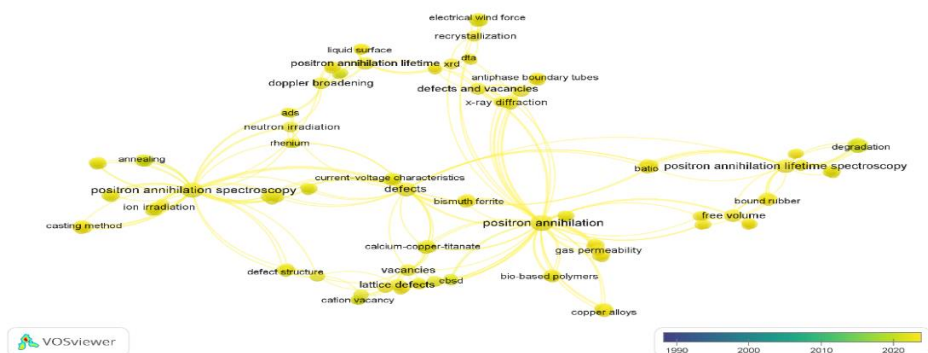 electrical wind force
recrystallization
liquid surface
positron annihilation lifetime
xrd
dta
antiphase boundary tubes
doppler broadening
defects and vacancies
x-ray diffraction
ads
neutron irradiation
rhenium
degradation
annealing
balio
positron annihilation lifetime spectroscopy
current-voltage characteristics
positron annihilation spectroscopy
defects
bismuth ferrite
bound rubber
ion irradiation
free volume
casting method
positron annihilation
calcium-copper-titanate
gas permeability
defect structure
vacancies
bio-based polymers
lattice defects
ebsd
cation vacancy
copper alloys
VOSviewer
1990
2000
2010
2020